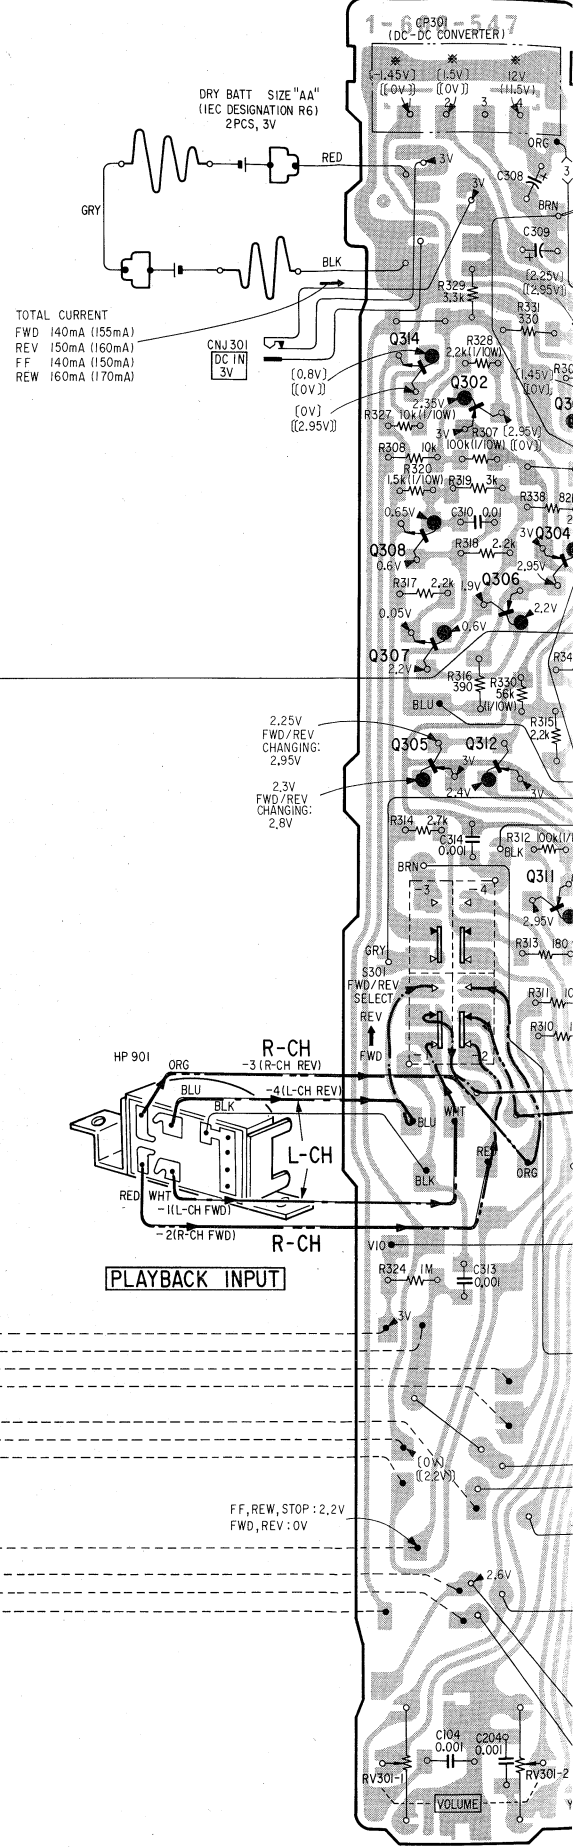 CP301
(DC-DC CONVERTER)
(-1.45V) (1.5V) 12V
([0V]) ([0V]) (11.5V)
1 2 3 4
DRY BATT SIZE "AA"
(IEC DESIGNATION R6)
2PCS, 3V
RED
3V
ORG
3
C308
3V
GRY
BRN
C309
BLK
(2.25V)
([2.95V])
R329
3.3k
R331
330
TOTAL CURRENT
FWD 140mA (155mA)
REV 150mA (160mA)
FF 140mA (150mA)
REW 160mA (170mA)
CNJ301
DC IN
3V
Q314
R328
2.2k(1/10W)
(0.8V)
([0V])
Q302
(1.45V)
([0V])
(0V)
([2.95V])
2.35V
R327 10k(1/10W)
3V
R307
100k(1/10W)
(2.95V)
([0V])
R308 10k
R320
1.5k(1/10W)
R319 3k
R338
0.65V
C310 0.01
Q308
0.6V
R318 2.2k
3V
Q304
2.95V
R317 2.2k
Q306
1.9V
2.2V
0.05V
0.6V
Q307
2.2V
R316
390
R330
56k
(1/10W)
BLU
R315
2.2k
2.25V
FWD/REV
CHANGING:
2.95V
Q305
Q312
3V
2.3V
FWD/REV
CHANGING:
2.8V
2.4V
3V
R314 2.7k
C314
0.001
R312
BLK
BRN
Q311
-3 -4
2.95V
R313 180
GRY
S301
FWD/REV
SELECT
REV
FWD
R311
R310
-2
HP901
ORG
R-CH
-3(R-CH REV)
BLU
-4(L-CH REV)
BLK
BLU
WHT
L-CH
RED
BLK
ORG
RED WHT
-1(L-CH FWD)
-2(R-CH FWD)
R-CH
V10
PLAYBACK INPUT
R324 1M
C313
0.001
3V
(0V)
([2.2V])
FF, REW, STOP: 2.2V
FWD, REV: 0V
2.6V
C104
0.001
C204
0.001
RV301-1
RV301-2
VOLUME